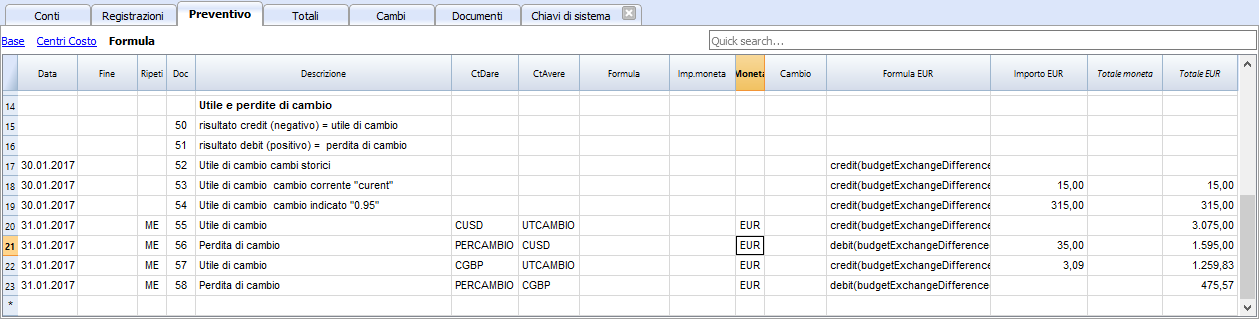 Conti Registrazioni Preventivo Totali Cambi Documenti Chiavi di sistema
Base Centri Costo Formula Quick search...
Data Fine Ripeti Doc Descrizione CtDare CtAvere Formula Imp.moneta Moneta Cambio Formula EUR Importo EUR Totale moneta Totale EUR
14 Utile e perdite di cambio
15 50 risultato credit (negativo) = utile di cambio
16 51 risultato debit (positivo) = perdita di cambio
17 30.01.2017 52 Utile di cambio cambi storici credit(budgetExchangeDifference
18 30.01.2017 53 Utile di cambio cambio corrente "curent" credit(budgetExchangeDifference 15,00 15,00
19 30.01.2017 54 Utile di cambio cambio indicato "0.95" credit(budgetExchangeDifference 315,00 315,00
20 31.01.2017 ME 55 Utile di cambio CUSD UTCAMBIO EUR credit(budgetExchangeDifference 3.075,00
21 31.01.2017 ME 56 Perdita di cambio PERCAMBIO CUSD EUR debit(budgetExchangeDifference 35,00 1.595,00
22 31.01.2017 ME 57 Utile di cambio CGBP UTCAMBIO EUR credit(budgetExchangeDifference 3,09 1.259,83
23 31.01.2017 ME 58 Perdita di cambio PERCAMBIO CGBP EUR debit(budgetExchangeDifference 475,57
*